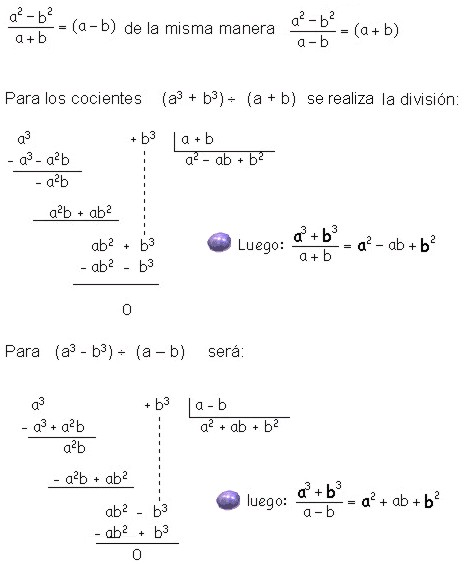 a² – b² / a + b = (a – b) de la misma manera a² – b² / a – b = (a + b)
Para los cocientes (a³ + b³) ÷ (a + b) se realiza la división:
a³ + b³ | a + b
- a³ - a²b a² – ab + b²
- a²b
a²b + ab²
ab² + b³
- ab² – b³
0
Luego: a³ + b³ / a + b = a² – ab + b²
Para (a³ - b³) ÷ (a – b) será:
a³ + b³ | a – b
- a³ + a²b a² + ab + b²
a²b
– a²b + ab²
ab² – b³
– ab² + b³
0
luego: a³ + b³ / a – b = a² + ab + b²